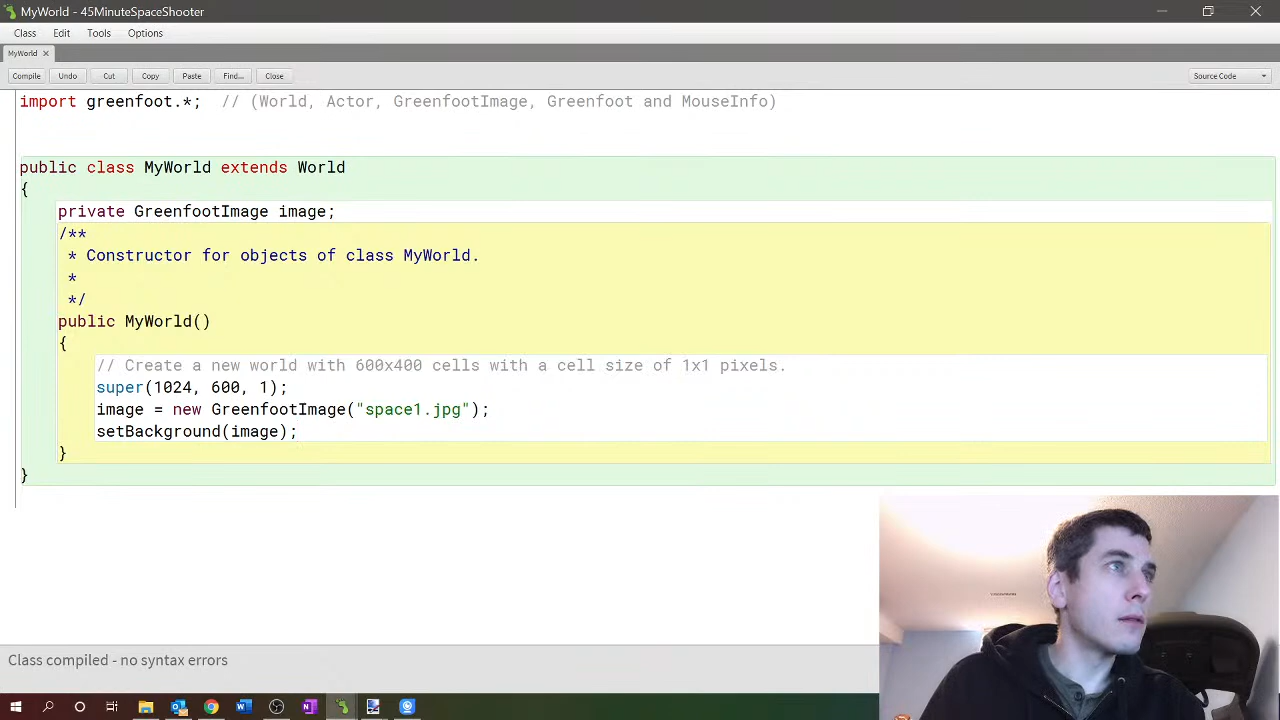 MyWorld - 45MinuteSpaceShooter
Class Edit Tools Options
MyWorld
Compile Undo Cut Copy Paste Find... Close Source Code
import greenfoot.*;  // (World, Actor, GreenfootImage, Greenfoot and MouseInfo)
public class MyWorld extends World
{
private GreenfootImage image;
/**
* Constructor for objects of class MyWorld.
*
*/
public MyWorld()
{
// Create a new world with 600x400 cells with a cell size of 1x1 pixels.
super(1024, 600, 1);
image = new GreenfootImage("space1.jpg");
setBackground(image);
}
}
Class compiled - no syntax errors